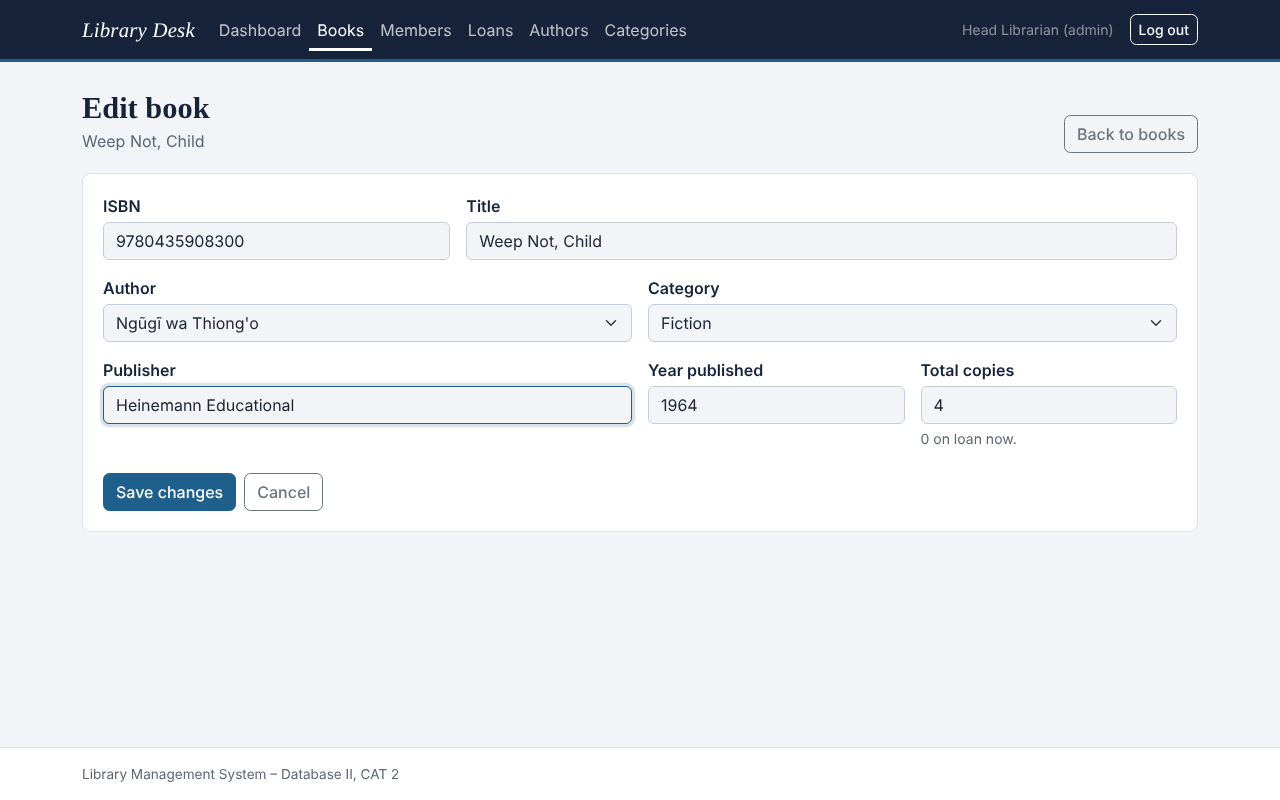 Library Desk Dashboard Books Members Loans Authors Categories Head Librarian (admin) Log out
Edit book
Weep Not, Child
Back to books
ISBN Title
9780435908300 Weep Not, Child
Author Category
Ngũgĩ wa Thiong'o Fiction
Publisher Year published Total copies
Heinemann Educational 1964 4
0 on loan now.
Save changes Cancel
Library Management System – Database II, CAT 2